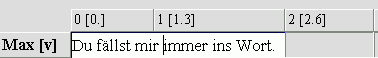 0 [0.] 1 [1.3] 2 [2.6]
Max [v] Du fällst mir immer ins Wort.